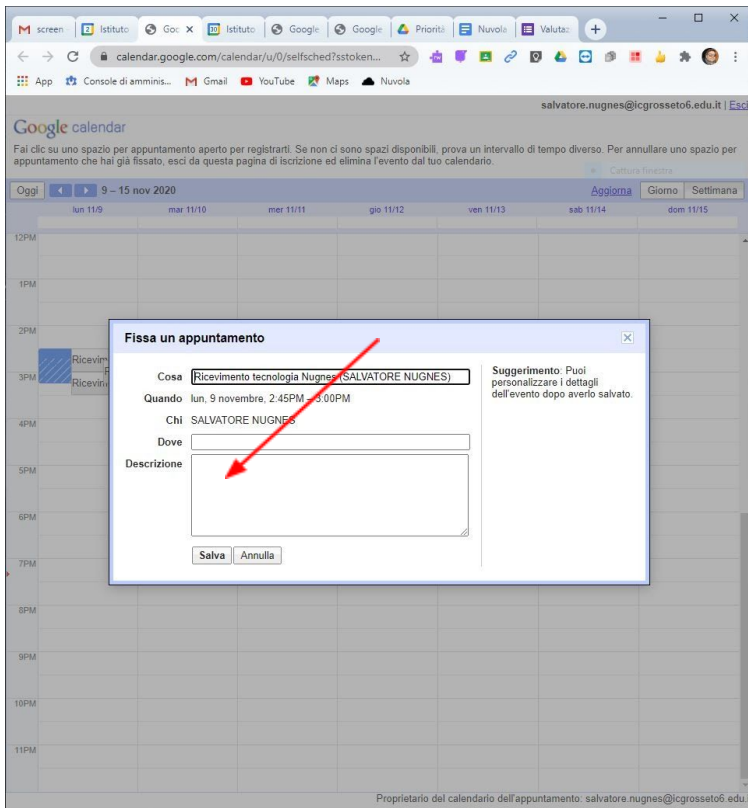 screen
Istituto
Goc
Istituto
Google
Google
Priorità
Nuvola
Valutaz
calendar.google.com/calendar/u/0/selfsched?sstoken...
App
Console di amminis...
Gmail
YouTube
Maps
Nuvola
salvatore.nugnes@icgrosseto6.edu.it | Esci
Google calendar
Fai clic su uno spazio per appuntamento aperto per registrarti. Se non ci sono spazi disponibili, prova un intervallo di tempo diverso. Per annullare uno spazio per
appuntamento che hai già fissato, esci da questa pagina di iscrizione ed elimina l'evento dal tuo calendario.
Cattura finestra
Oggi 9 – 15 nov 2020 Aggiorna Giorno Settimana
lun 11/9 mar 11/10 mer 11/11 gio 11/12 ven 11/13 sab 11/14 dom 11/15
12PM
1PM
2PM
Fissa un appuntamento
Ricevim
3PM
Ricevin
Cosa Ricevimento tecnologia Nugnes (SALVATORE NUGNES)
Suggerimento: Puoi
personalizzare i dettagli
dell'evento dopo averlo salvato.
Quando lun, 9 novembre, 2:45PM – 3:00PM
Chi SALVATORE NUGNES
4PM
Dove
Descrizione
5PM
6PM
Salva Annulla
7PM
8PM
9PM
10PM
11PM
Proprietario del calendario dell'appuntamento: salvatore.nugnes@icgrosseto6.edu.